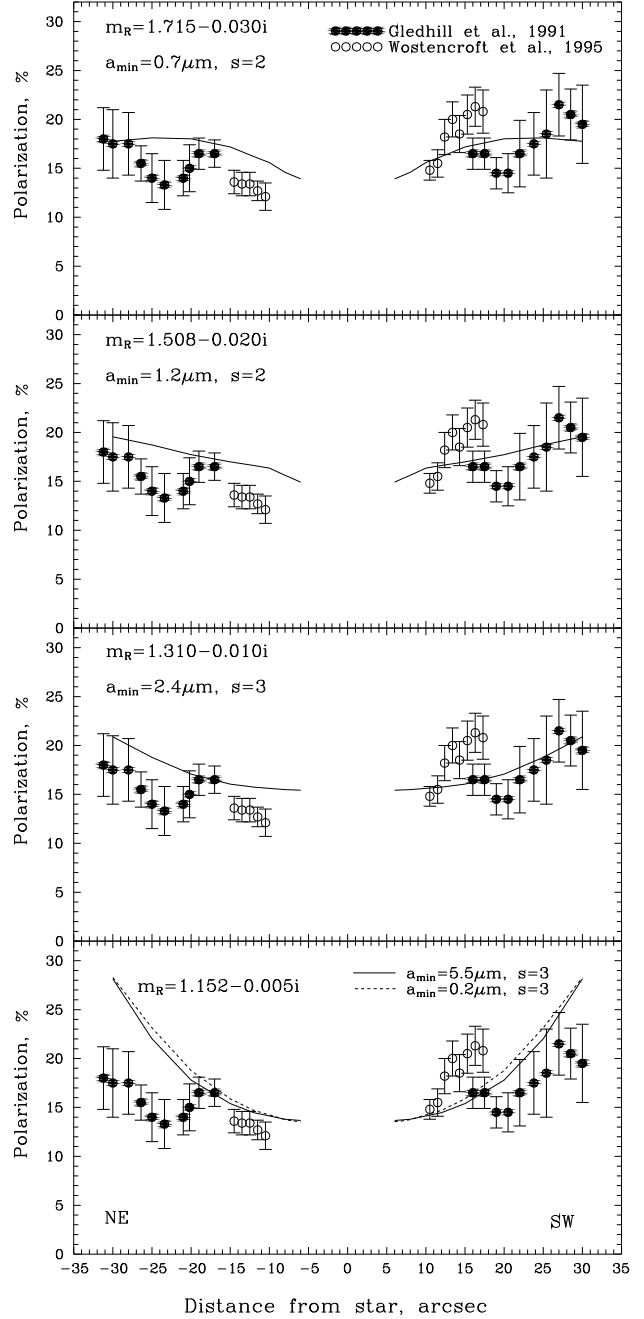 m_R=1.715−0.030i
a_min=0.7μm, s=2
Gledhill et al., 1991
Wostencroft et al., 1995
Polarization, %
30
25
20
15
10
5
0
m_R=1.508−0.020i
a_min=1.2μm, s=2
Polarization, %
30
25
20
15
10
5
0
m_R=1.310−0.010i
a_min=2.4μm, s=3
Polarization, %
30
25
20
15
10
5
0
m_R=1.152−0.005i
a_min=5.5μm, s=3
a_min=0.2μm, s=3
Polarization, %
30
25
20
15
10
5
0
NE
SW
−35 −30 −25 −20 −15 −10 −5 0 5 10 15 20 25 30 35
Distance from star, arcsec